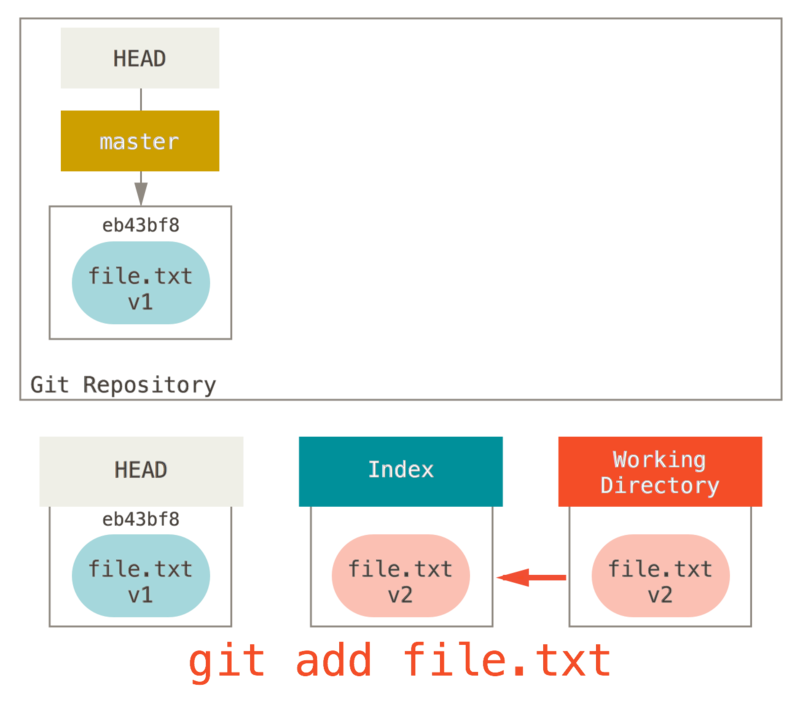 HEAD
master
eb43bf8
file.txt
v1
Git Repository
HEAD
eb43bf8
file.txt
v1
Index
file.txt
v2
Working
Directory
file.txt
v2
git add file.txt